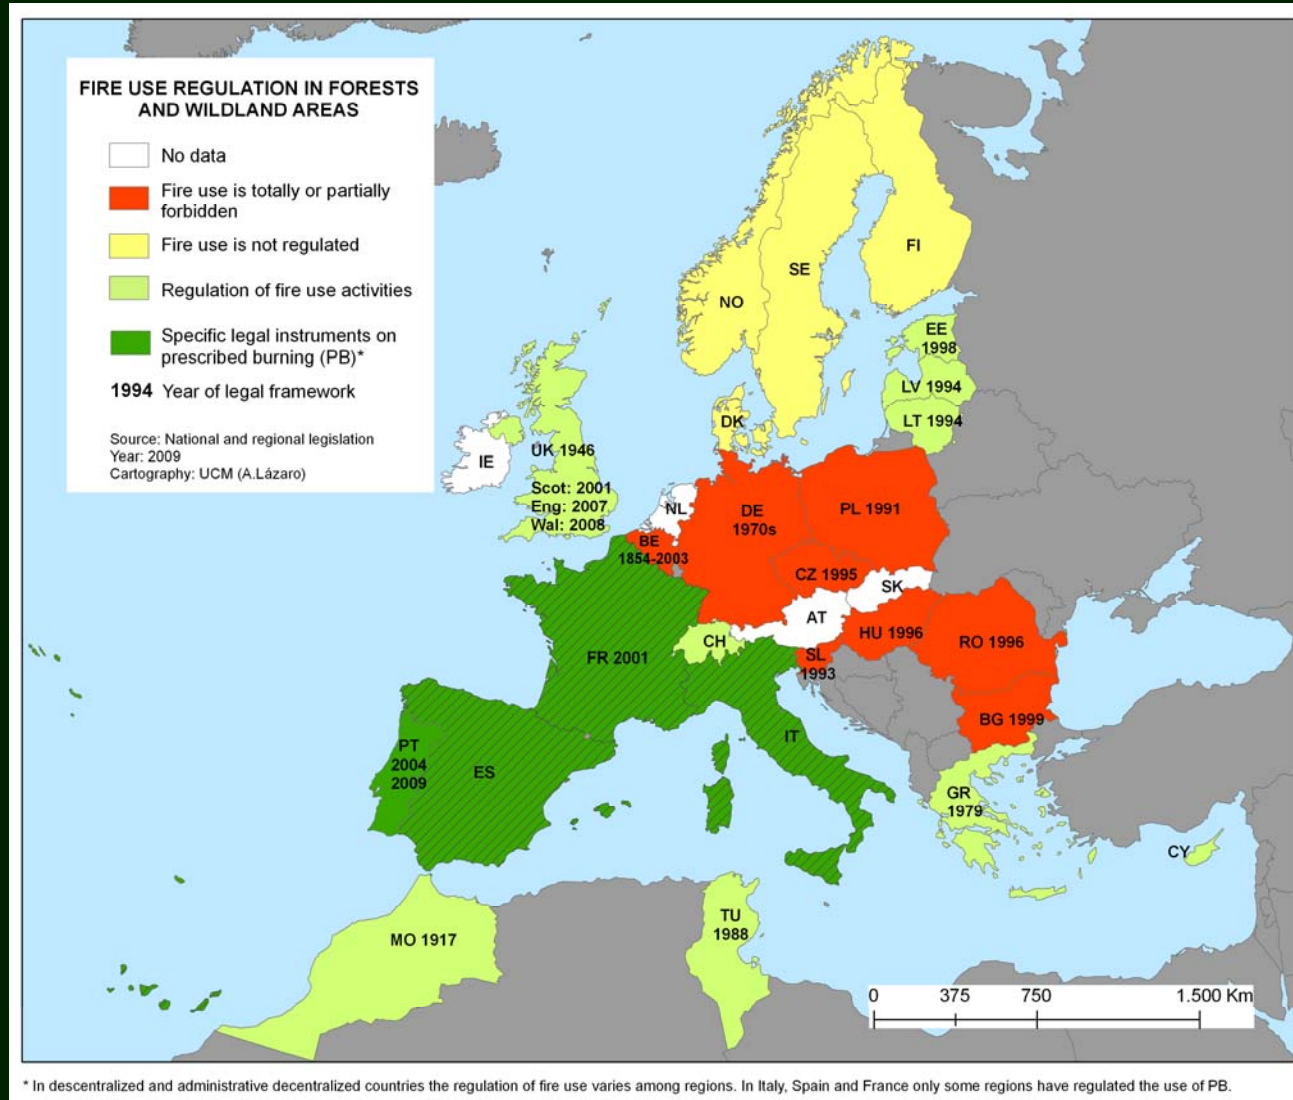 FIRE USE REGULATION IN FORESTS
AND WILDLAND AREAS
No data
Fire use is totally or partially
forbidden
Fire use is not regulated
Regulation of fire use activities
Specific legal instruments on
prescribed burning (PB)*
1994 Year of legal framework
Source: National and regional legislation
Year: 2009
Cartography: UCM (A.Lázaro)
FI
SE
NO
EE
1998
LV 1994
LT 1994
DK
UK 1946
IE
Scot: 2001
Eng: 2007
Wal: 2008
NL
DE
1970s
PL 1991
BE
1854-2003
CZ 1995
SK
AT
HU 1996
RO 1996
CH
SL
1993
FR 2001
BG 1999
IT
PT
2004
2009
ES
GR
1979
CY
MO 1917
TU
1988
0 375 750 1.500 Km
* In descentralized and administrative decentralized countries the regulation of fire use varies among regions. In Italy, Spain and France only some regions have regulated the use of PB.